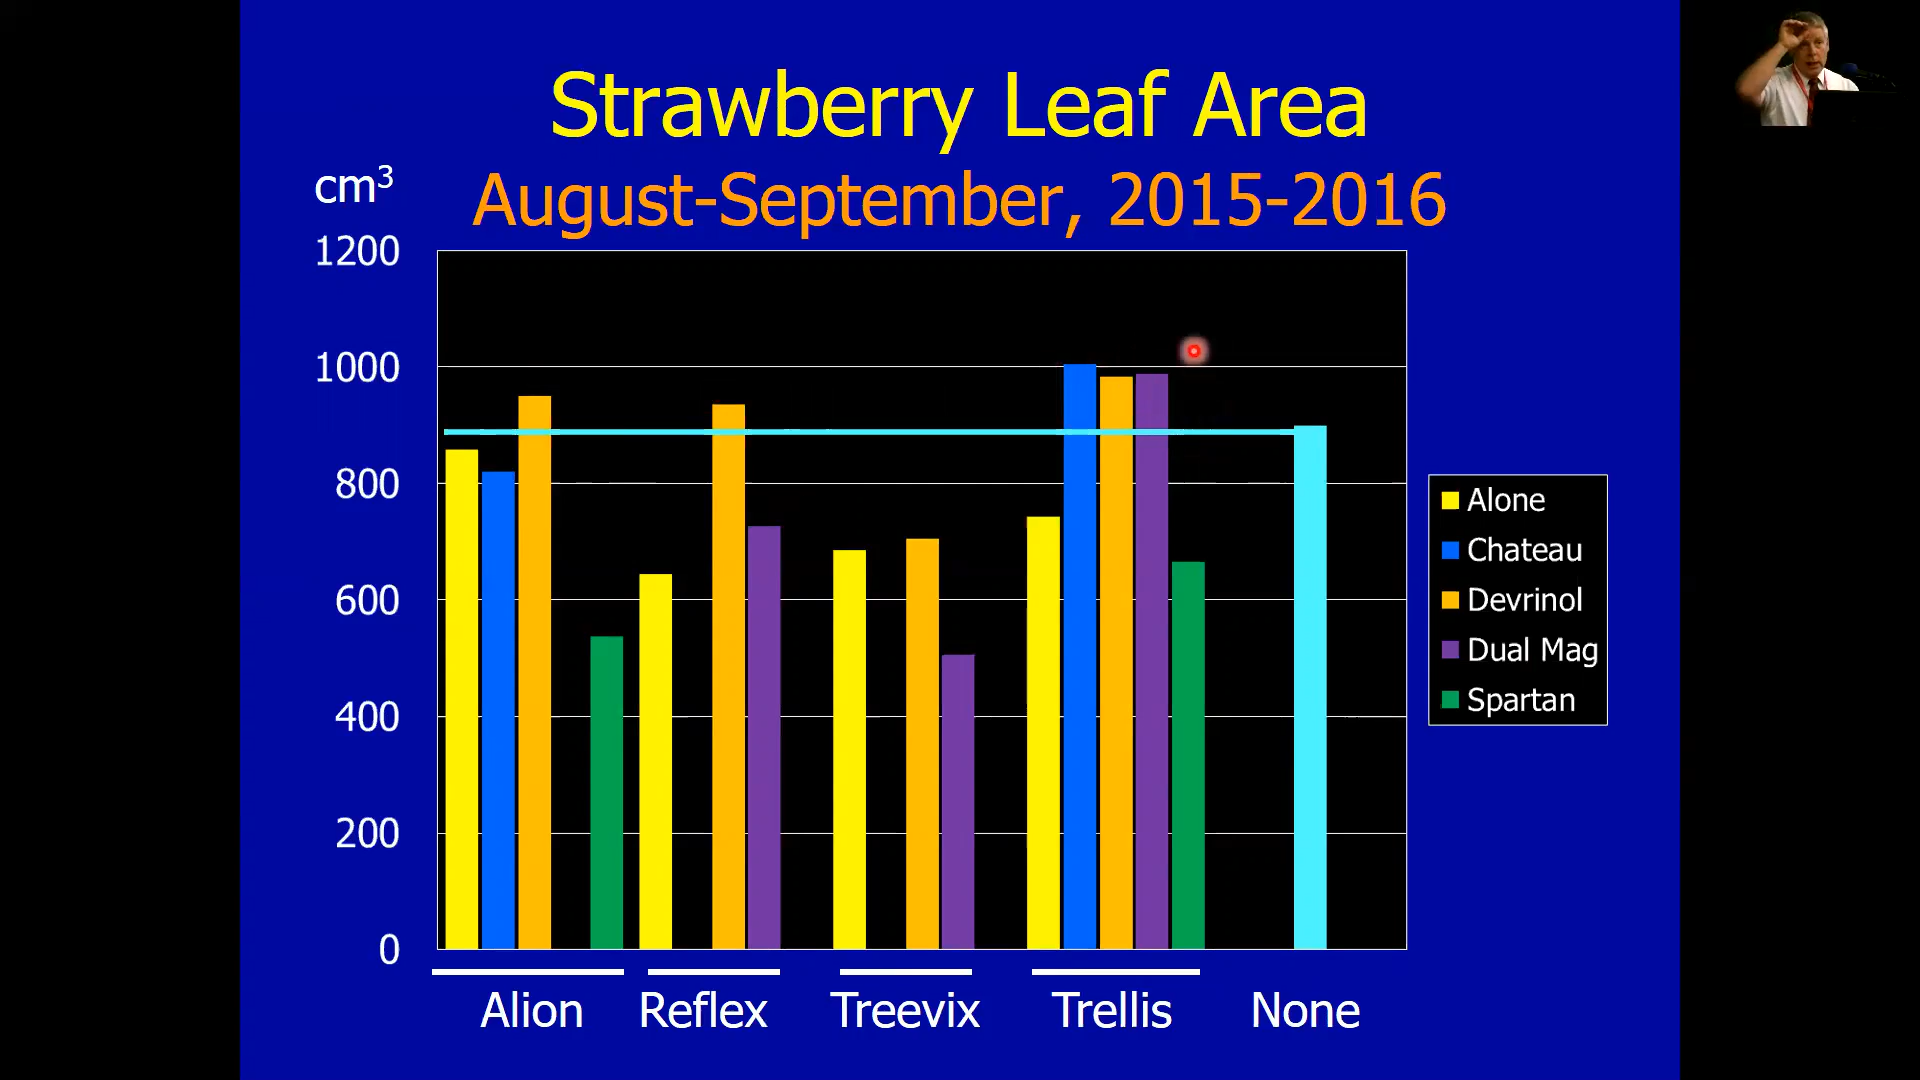 Strawberry Leaf Area
cm³
August-September, 2015-2016
1200
1000
800
600
400
200
0
Alone
Chateau
Devrinol
Dual Mag
Spartan
Alion
Reflex
Treevix
Trellis
None